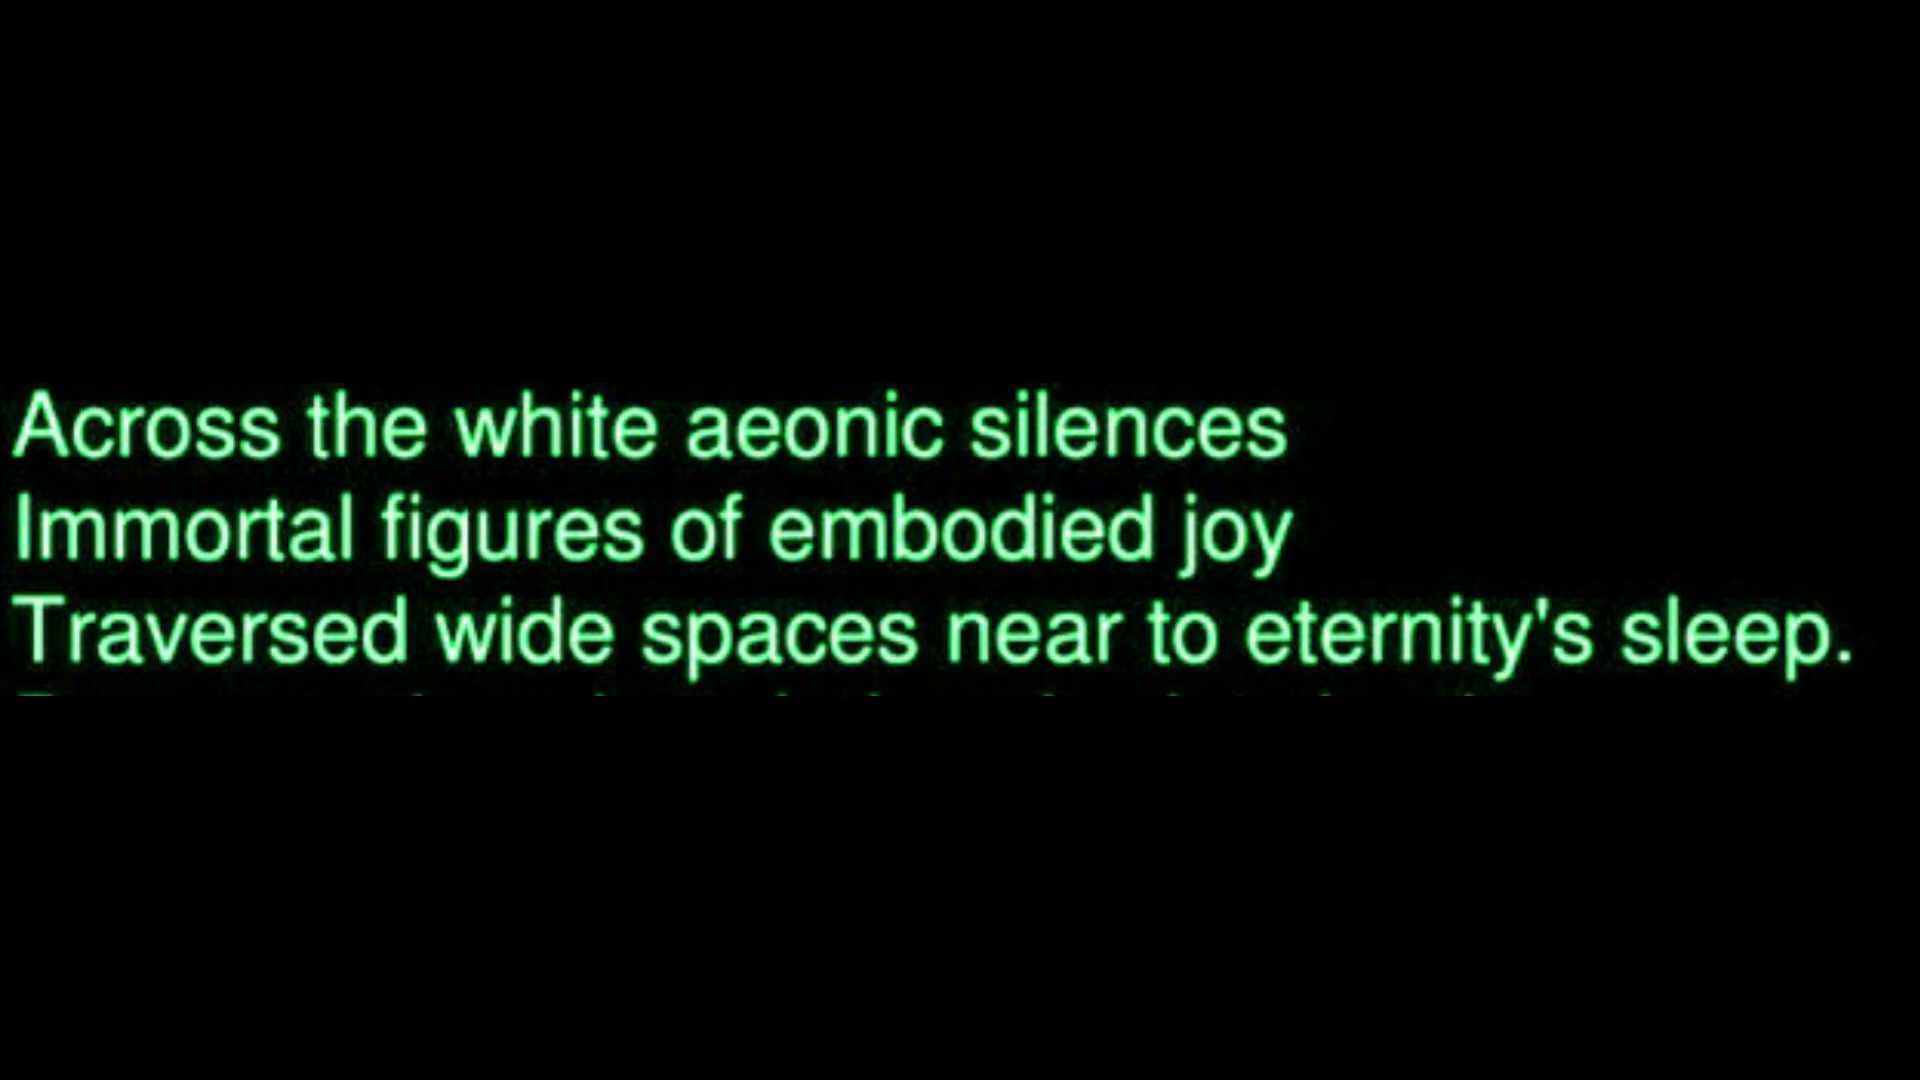 Across the white aeonic silences
Immortal figures of embodied joy
Traversed wide spaces near to eternity's sleep.